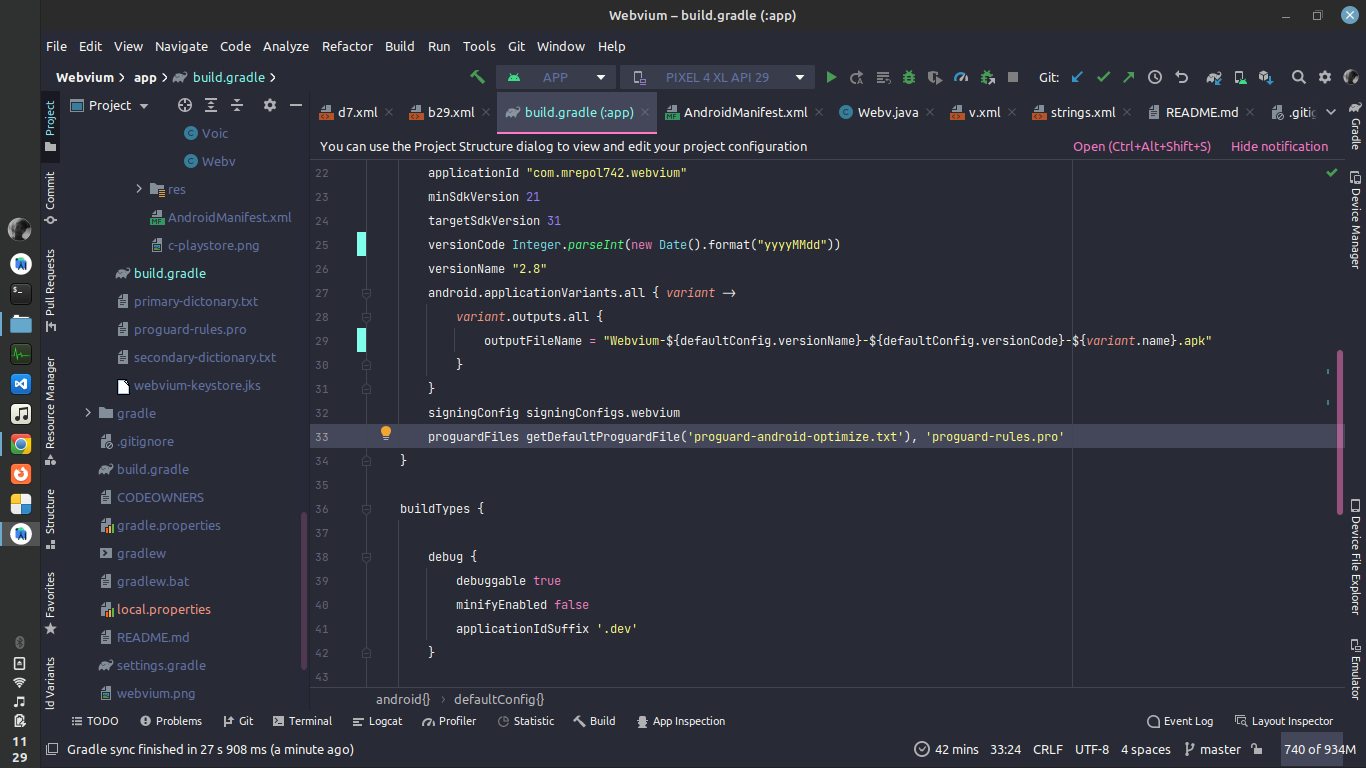 Webvium – build.gradle (:app)
File Edit View Navigate Code Analyze Refactor Build Run Tools Git Window Help
Webvium app build.gradle
APP
PIXEL 4 XL API 29
Git:
Project
d7.xml b29.xml build.gradle (:app) AndroidManifest.xml Webv.java v.xml strings.xml README.md .gitig
You can use the Project Structure dialog to view and edit your project configuration
Open (Ctrl+Alt+Shift+S) Hide notification
Project
Commit
Pull Requests
Resource Manager
Structure
Favorites
ld Variants
Voic
Webv
res
AndroidManifest.xml
c-playstore.png
build.gradle
primary-dictonary.txt
proguard-rules.pro
secondary-dictionary.txt
webvium-keystore.jks
gradle
.gitignore
build.gradle
CODEOWNERS
gradle.properties
gradlew
gradlew.bat
local.properties
README.md
settings.gradle
webvium.png
22 applicationId "com.mrepol742.webvium"
23 minSdkVersion 21
24 targetSdkVersion 31
25 versionCode Integer.parseInt(new Date().format("yyyyMMdd"))
26 versionName "2.8"
27 android.applicationVariants.all { variant ->
28 variant.outputs.all {
29 outputFileName = "Webvium-${defaultConfig.versionName}-${defaultConfig.versionCode}-${variant.name}.apk"
30 }
31 }
32 signingConfig signingConfigs.webvium
33 proguardFiles getDefaultProguardFile('proguard-android-optimize.txt'), 'proguard-rules.pro'
34 }
35
36 buildTypes {
37
38 debug {
39 debuggable true
40 minifyEnabled false
41 applicationIdSuffix '.dev'
42 }
43
android{} defaultConfig{}
Gradle
Device Manager
Device File Explorer
Emulator
TODO Problems Git Terminal Logcat Profiler Statistic Build App Inspection Event Log Layout Inspector
Gradle sync finished in 27 s 908 ms (a minute ago)
42 mins 33:24 CRLF UTF-8 4 spaces master 740 of 934M
11
29